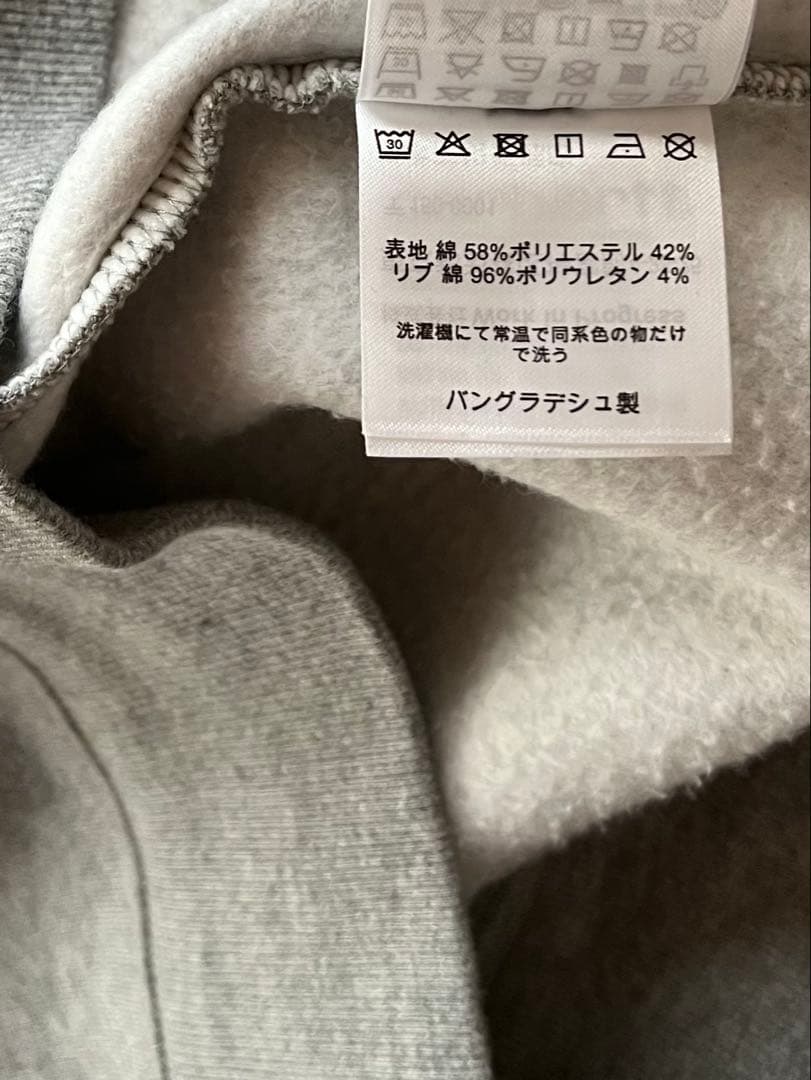 30
30
表地 綿 58%ポリエステル 42%
リブ 綿 96%ポリウレタン 4%
洗濯機にて常温で同系色の物だけ
で洗う
バングラデシュ製